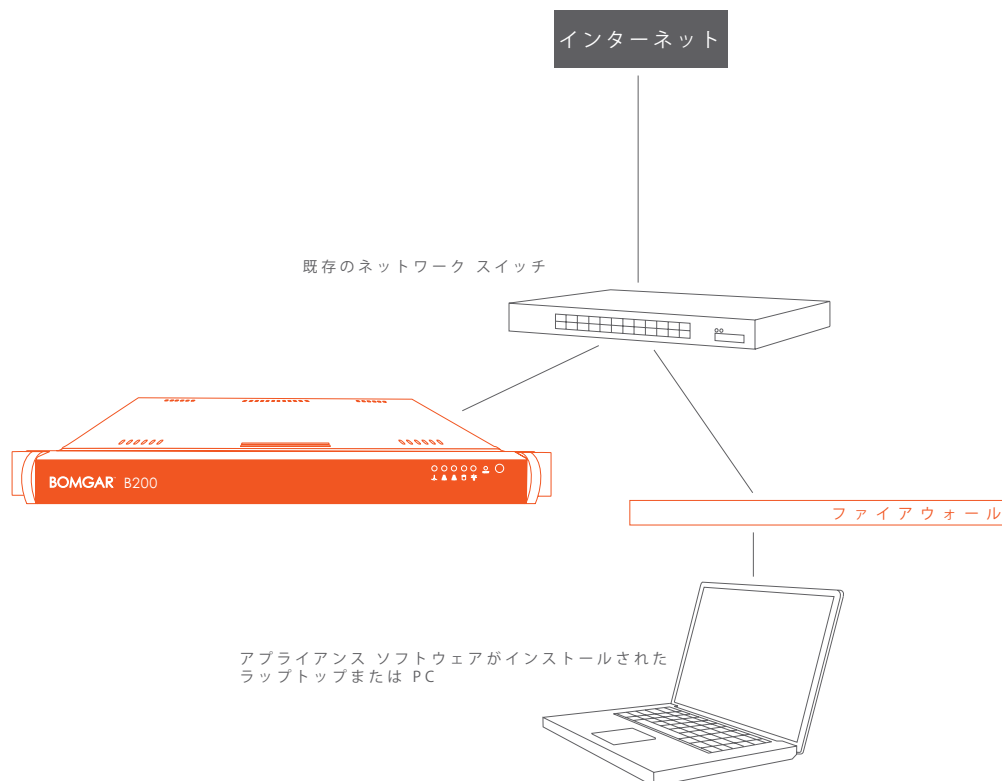 インターネット
既存のネットワーク スイッチ
BOMGAR B200
ファイアウォール
アプライアンス ソフトウェアがインストールされた
ラップトップまたは PC